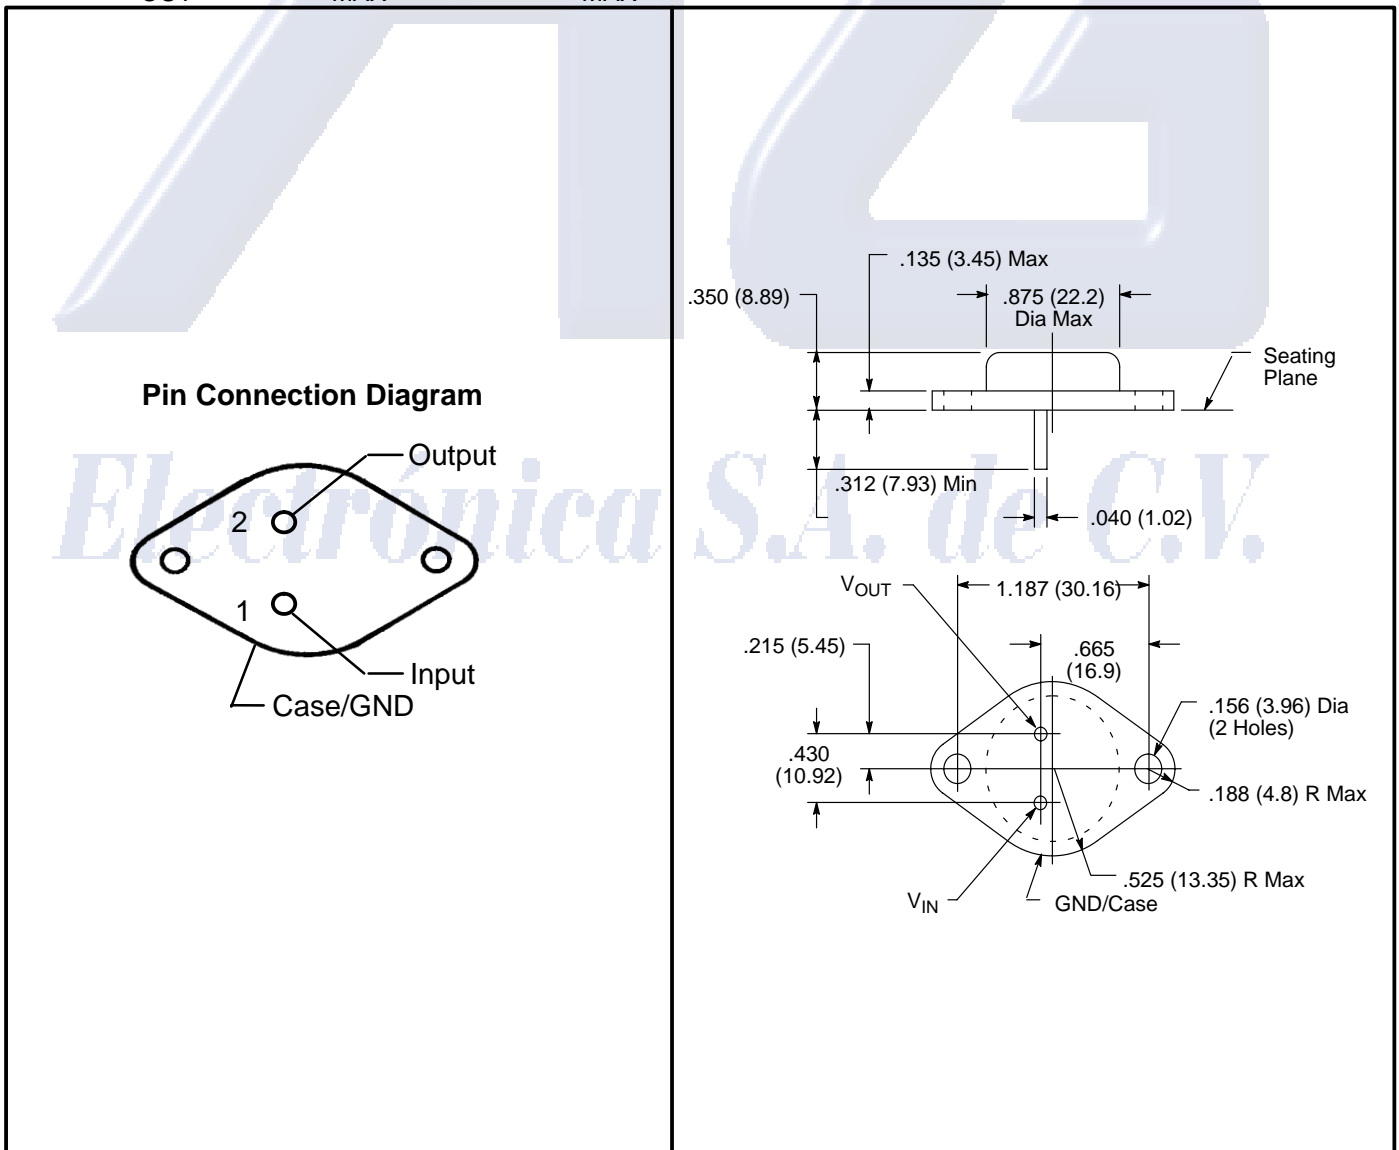 Pin Connection Diagram
Output
2
1
Input
Case/GND
.135 (3.45) Max
.350 (8.89)
.875 (22.2)
Dia Max
Seating
Plane
.312 (7.93) Min
.040 (1.02)
VOUT
1.187 (30.16)
.215 (5.45)
.665
(16.9)
.156 (3.96) Dia
(2 Holes)
.430
(10.92)
.188 (4.8) R Max
.525 (13.35) R Max
VIN
GND/Case
AG
Electrónica S.A. de C.V.